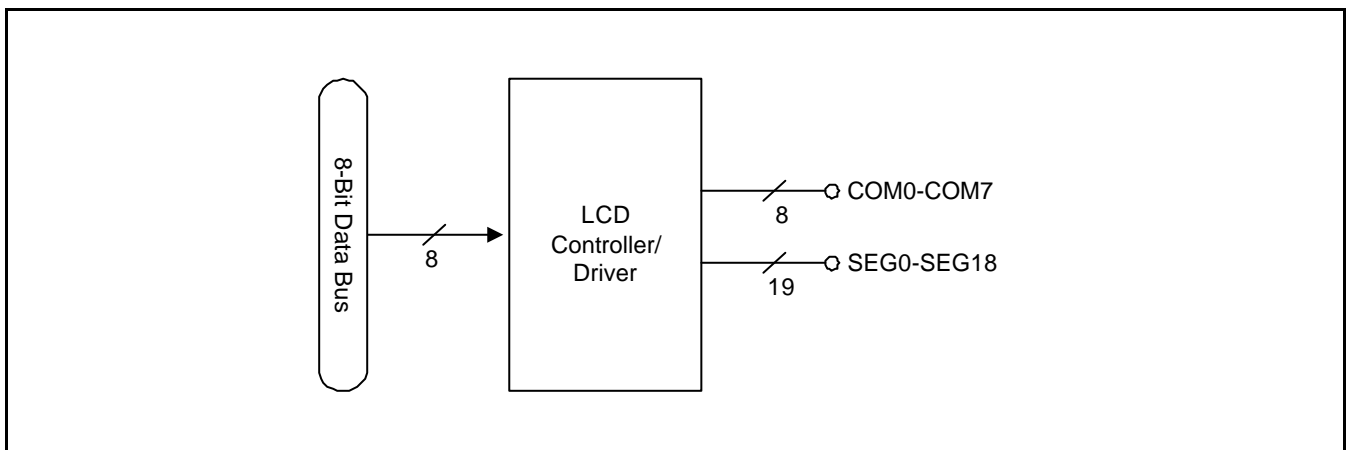 8-Bit Data Bus
8
LCD
Controller/
Driver
COM0-COM7
8
SEG0-SEG18
19